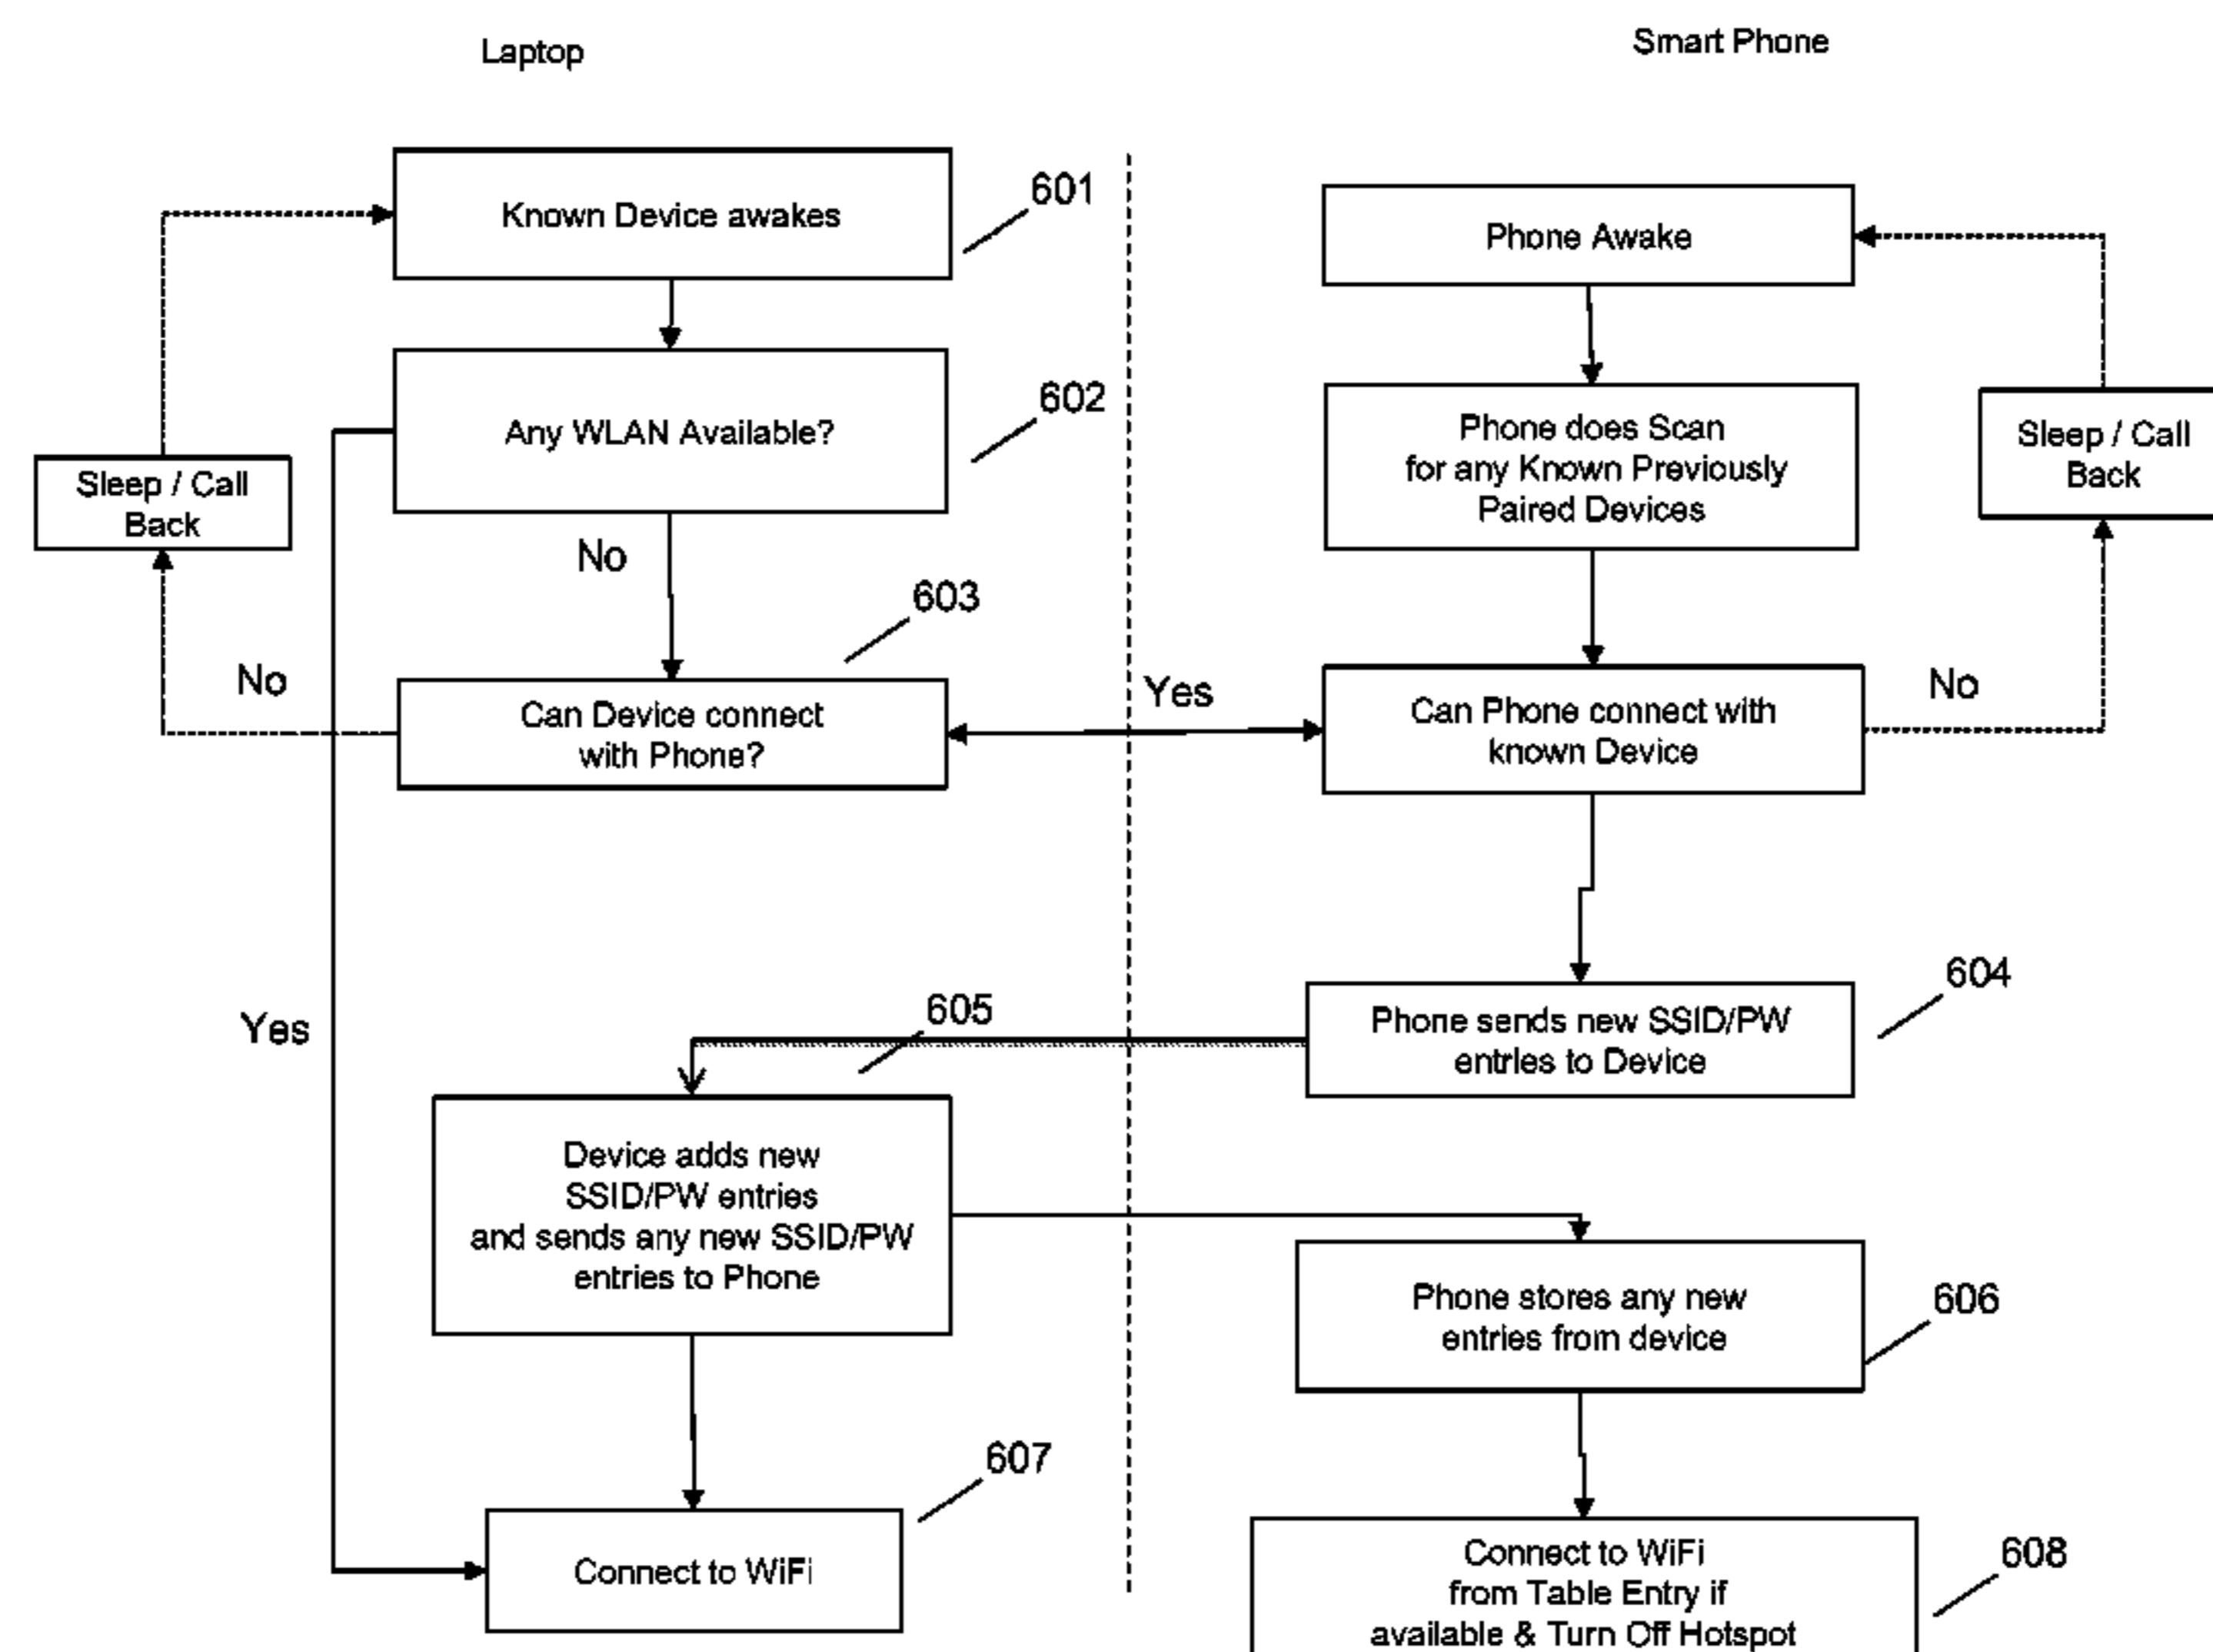 Laptop
Smart Phone
Known Device awakes
601
Phone Awake
Any WLAN Available?
602
Phone does Scan
for any Known Previously
Paired Devices
Sleep / Call
Back
Sleep / Call
Back
No
603
No
Can Device connect
with Phone?
Yes
Can Phone connect with
known Device
No
604
Phone sends new SSID/PW
entries to Device
605
Yes
Device adds new
SSID/PW entries
and sends any new SSID/PW
entries to Phone
Phone stores any new
entries from device
606
607
Connect to WiFi
Connect to WiFi
from Table Entry if
available & Turn Off Hotspot
608